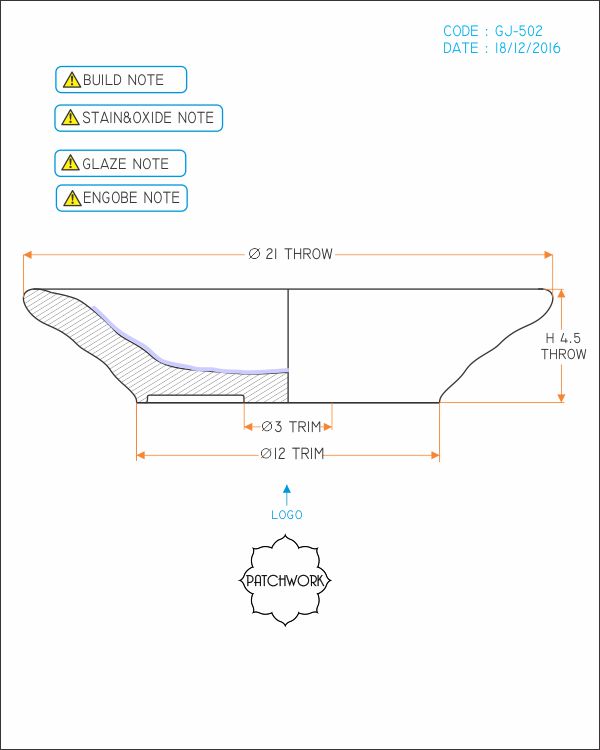 CODE : GJ-502
DATE : 18/12/2016
BUILD NOTE
STAIN&OXIDE NOTE
GLAZE NOTE
ENGOBE NOTE
Ø 21 THROW
H 4.5
THROW
Ø3 TRIM
Ø12 TRIM
LOGO
PATCHWORK